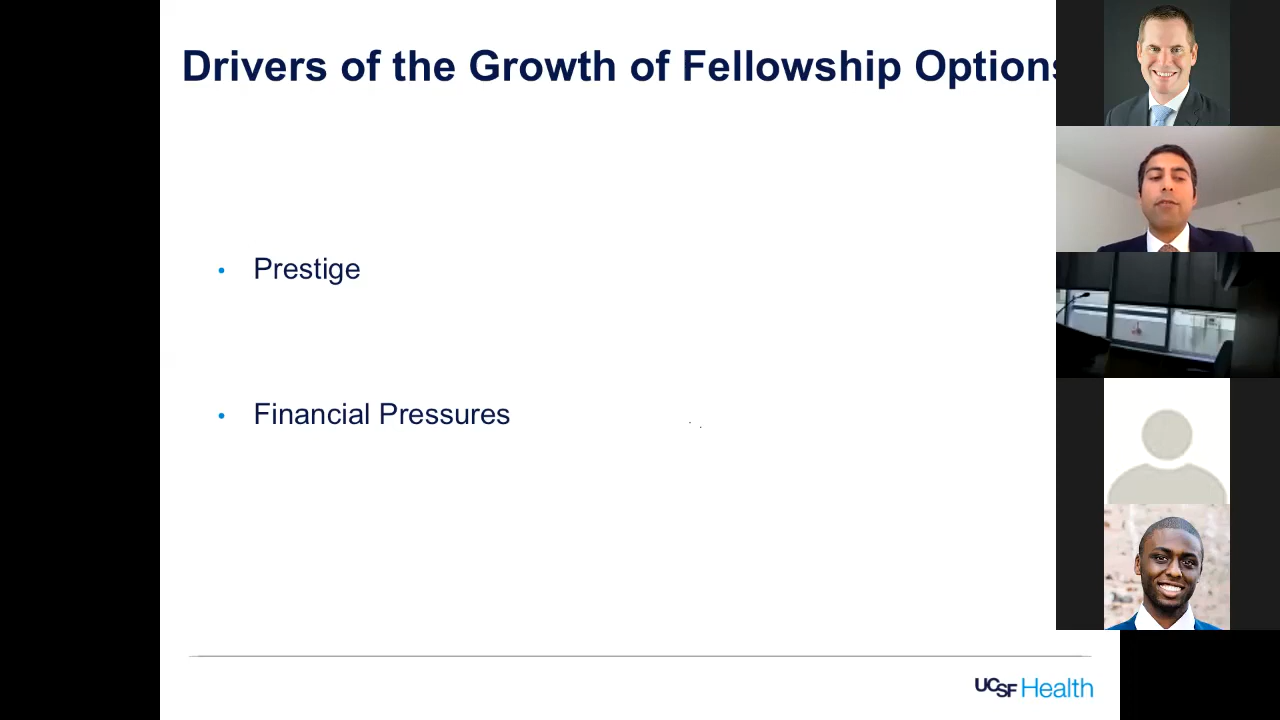 Drivers of the Growth of Fellowship Options
• Prestige
• Financial Pressures
UCSF Health